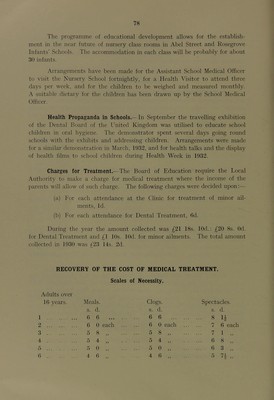 78
The programme of educational development allows for the establish-
ment in the near future of nursery class rooms in Abel Street and Rosegrove
Infants' Schools. The accommodation in each class will be probably for about
30 infants.
Arrangements have been made for the Assistant School Medical Officer
to visit the Nursery School fortnightly, for a Health Visitor to attend three
days per week, and for the children to be weighed and measured monthly.
A suitable dietary for the children has been drawn up by the School Medical
Officer.
Health Propaganda in Schools.—In September the travelling exhibition
of the Dental Board of the United Kingdom was utilised to educate school
children in oral hygiene. The demonstrator spent several days going round
schools with the exhibits and addressing children. Arrangements were made
for a similar demonstration in March, 1932, and for health talks and the display
of health films to school children during Health Week in 1932.
Charges for Treatment.—The Board of Education require the Local
Authority to make a charge for medical treatment where the income of the
parents will allow of such charge. The following charges were decided upon:—
(a) For each attendance at the Clinic for treatment of minor ail-
ments, 1d.
(b) For each attendance for Dental Treatment, 6d.
During the year the amount collected was £21 18s. 10d.; £20 8s. 0d.
for Dental Treatment and £1 10s. 10d. for minor ailments. The total amount
collected in 1930 was £23 14s. 2d.
RECOVERY OF THE COST OF MEDICAL TREATMENT.
Scales of Necessity.
Adults over
16 years. Meals. Clogs. Spectacles.
s. d. s. d. s. d.
1 ... ... 6 6 ... 6 6 8 1½
2 ... ... 6 0 each 6 0 each 7 6 each
3 ... ... 5 8 ,, 5 8 ,, 7 1 ,,
4 ... ... 5 4 ,, 5 4 ,, 6 8 ,,
5 ... ... 5 0 ,, 5 0 ,, 6 3 ,,
6 ... ... 4 6 ,, 4 6 ,, 5 7½ ,,